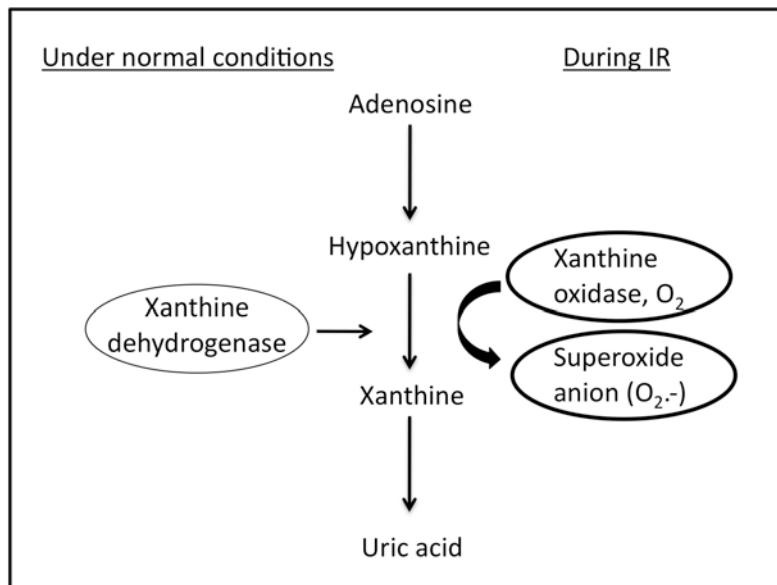 Under normal conditions
During IR
Adenosine
Hypoxanthine
Xanthine
oxidase, O₂
Xanthine
dehydrogenase
Superoxide
anion (O₂.-)
Xanthine
Uric acid